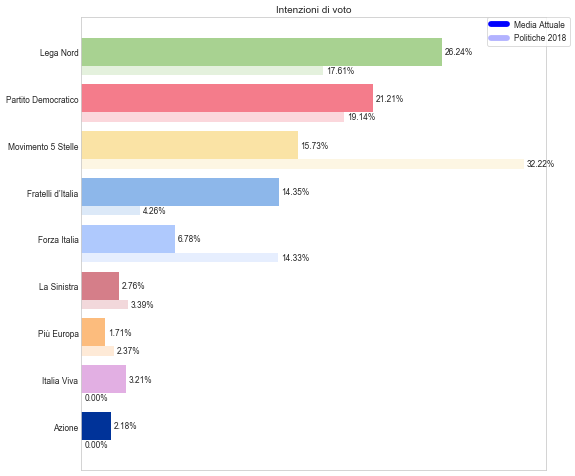 Intenzioni di voto
Media Attuale
Politiche 2018
Lega Nord
26.24%
17.61%
Partito Democratico
21.21%
19.14%
Movimento 5 Stelle
15.73%
32.22%
Fratelli d'Italia
14.35%
4.26%
Forza Italia
6.78%
14.33%
La Sinistra
2.76%
3.39%
Più Europa
1.71%
2.37%
Italia Viva
3.21%
0.00%
Azione
2.18%
0.00%